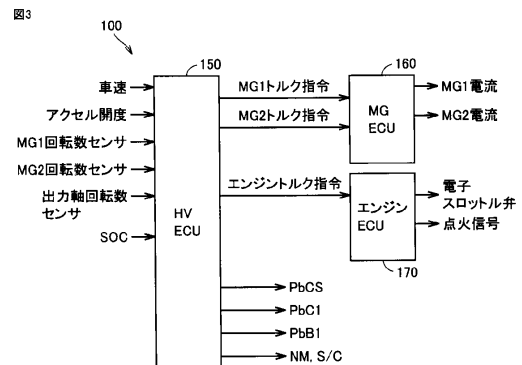 図3
100
150
160
車速
アクセル開度
MG1回転数センサ
MG2回転数センサ
出力軸回転数
センサ
SOC
HV
ECU
MG1トルク指令
MG2トルク指令
MG
ECU
MG1電流
MG2電流
エンジントルク指令
エンジン
ECU
電子
スロットル弁
点火信号
170
PbCS
PbC1
PbB1
NM, S/C